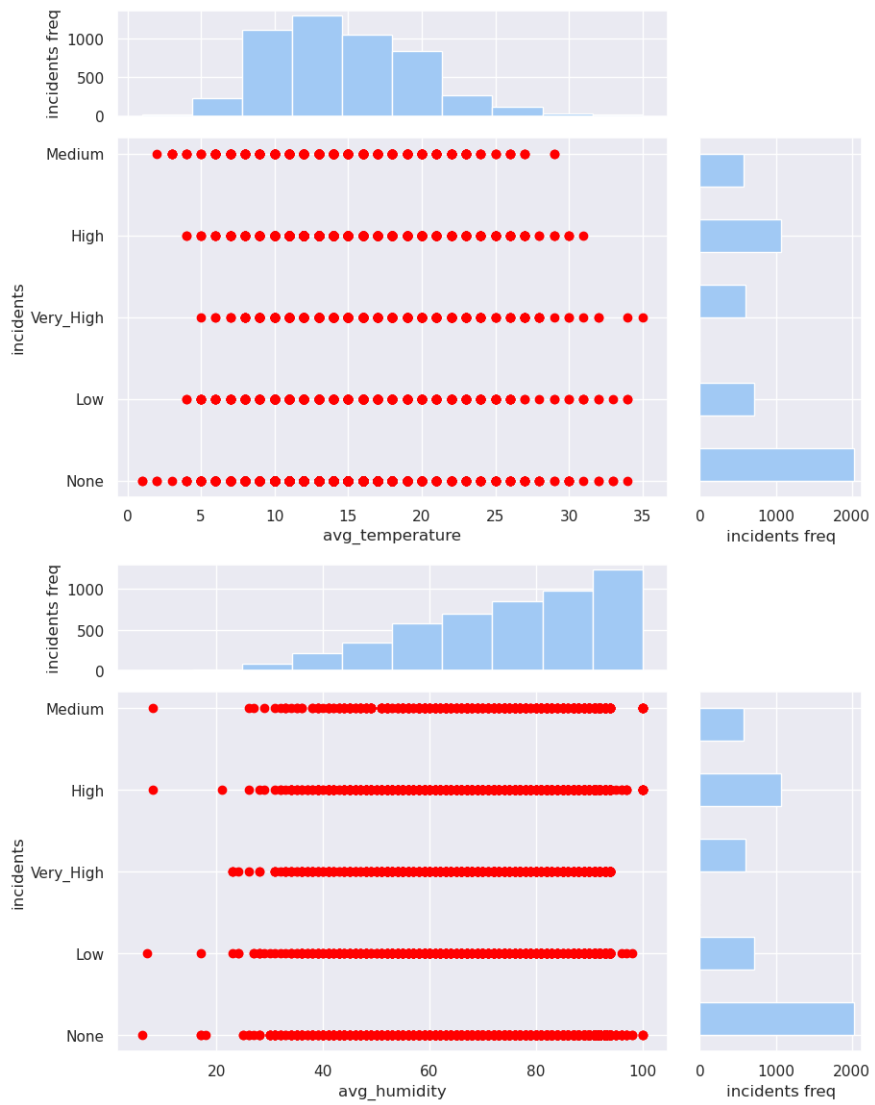 incidents freq
1000
500
0
incidents
Medium
High
Very_High
Low
None
0 5 10 15 20 25 30 35
avg_temperature
0 1000 2000
incidents freq
incidents freq
1000
500
0
incidents
Medium
High
Very_High
Low
None
20 40 60 80 100
avg_humidity
0 1000 2000
incidents freq